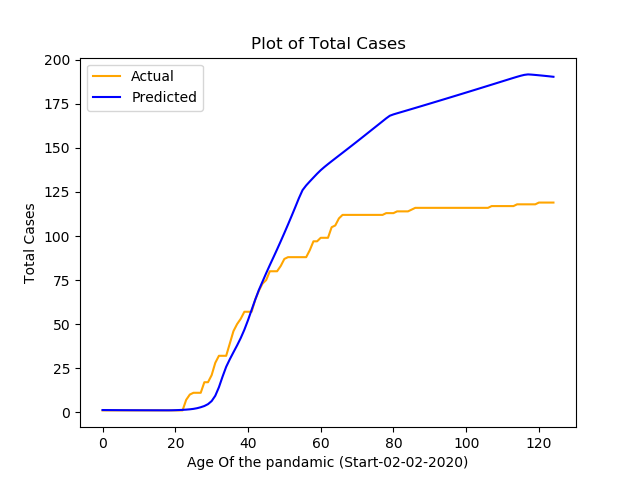 Plot of Total Cases
Actual
Predicted
200
175
150
125
100
75
50
25
0
Total Cases
0 20 40 60 80 100 120
Age Of the pandamic (Start-02-02-2020)